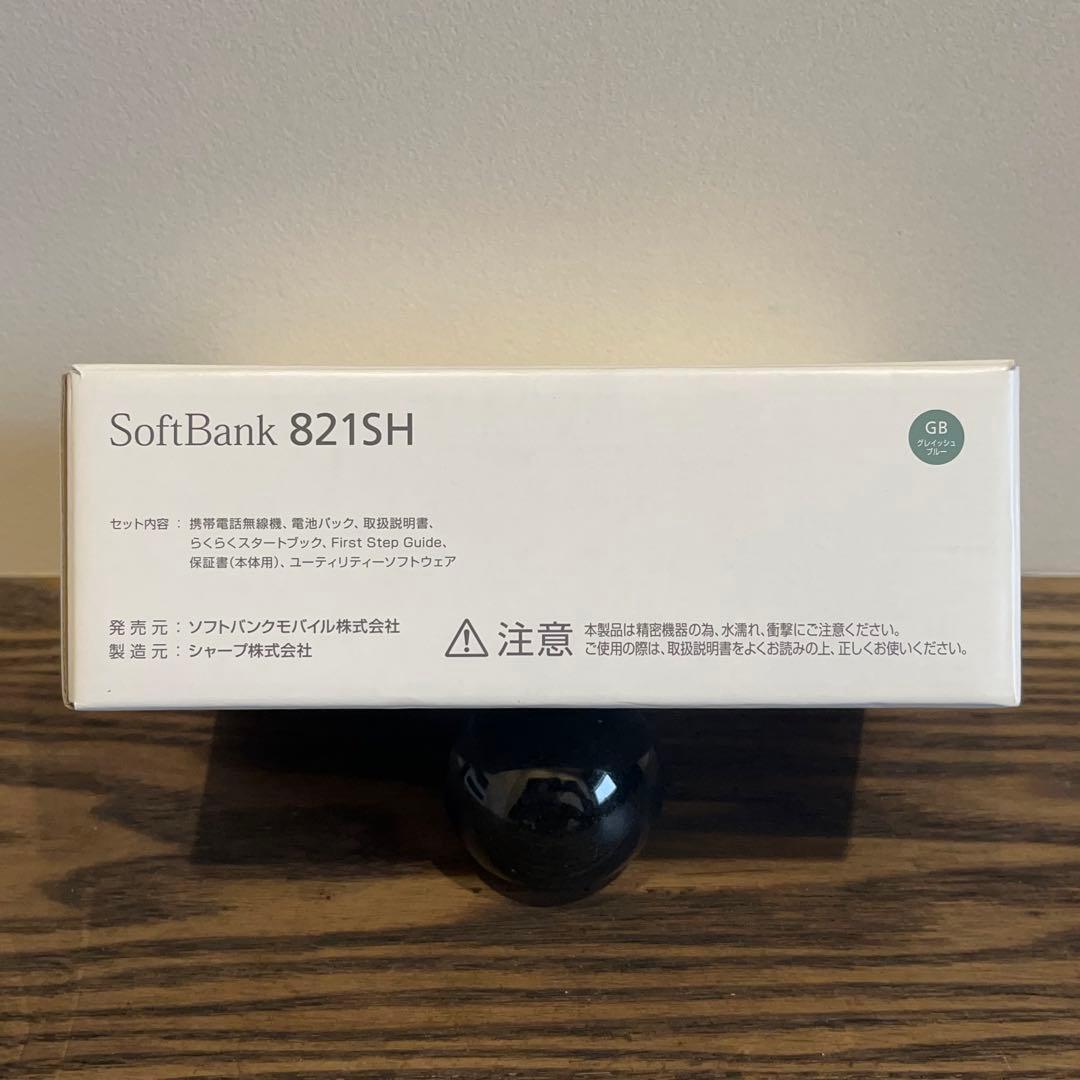 SoftBank 821SH
GB
グレイッシュ
ブルー
セット内容 : 携帯電話無線機、電池パック、取扱説明書、
らくらくスタートブック、First Step Guide、
保証書(本体用)、ユーティリティーソフトウェア
発売元 : ソフトバンクモバイル株式会社
製造元 : シャープ株式会社
注意
本製品は精密機器の為、水濡れ、衝撃にご注意ください。
ご使用の際は、取扱説明書をよくお読みの上、正しくお使いください。